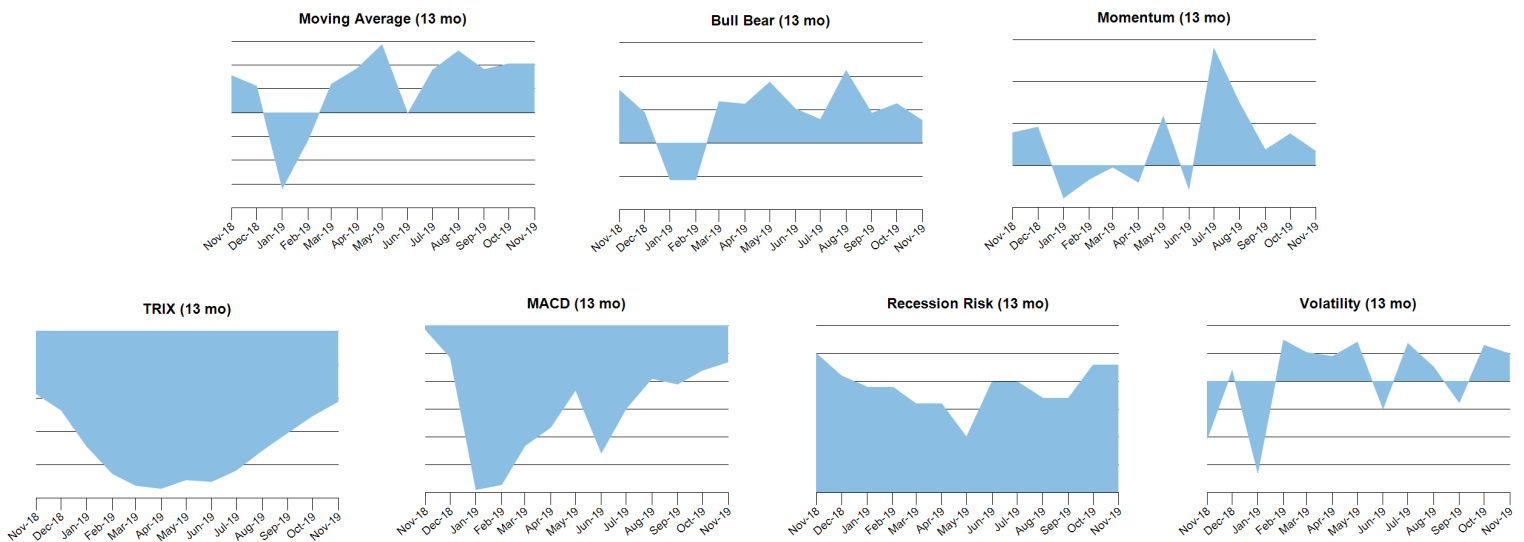 Moving Average (13 mo)
Nov-18 Dec-18 Jan-19 Feb-19 Mar-19 Apr-19 May-19 Jun-19 Jul-19 Aug-19 Sep-19 Oct-19 Nov-19
Bull Bear (13 mo)
Nov-18 Dec-18 Jan-19 Feb-19 Mar-19 Apr-19 May-19 Jun-19 Jul-19 Aug-19 Sep-19 Oct-19 Nov-19
Momentum (13 mo)
Nov-18 Dec-18 Jan-19 Feb-19 Mar-19 Apr-19 May-19 Jun-19 Jul-19 Aug-19 Sep-19 Oct-19 Nov-19
TRIX (13 mo)
Nov-18 Dec-18 Jan-19 Feb-19 Mar-19 Apr-19 May-19 Jun-19 Jul-19 Aug-19 Sep-19 Oct-19 Nov-19
MACD (13 mo)
Nov-18 Dec-18 Jan-19 Feb-19 Mar-19 Apr-19 May-19 Jun-19 Jul-19 Aug-19 Sep-19 Oct-19 Nov-19
Recession Risk (13 mo)
Nov-18 Dec-18 Jan-19 Feb-19 Mar-19 Apr-19 May-19 Jun-19 Jul-19 Aug-19 Sep-19 Oct-19 Nov-19
Volatility (13 mo)
Nov-18 Dec-18 Jan-19 Feb-19 Mar-19 Apr-19 May-19 Jun-19 Jul-19 Aug-19 Sep-19 Oct-19 Nov-19